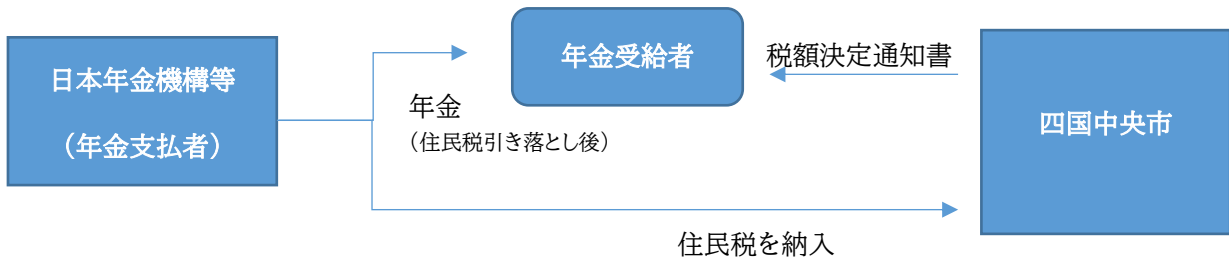 日本年金機構等
（年金支払者）
年金受給者
税額決定通知書
四国中央市
年金
（住民税引き落とし後）
住民税を納入